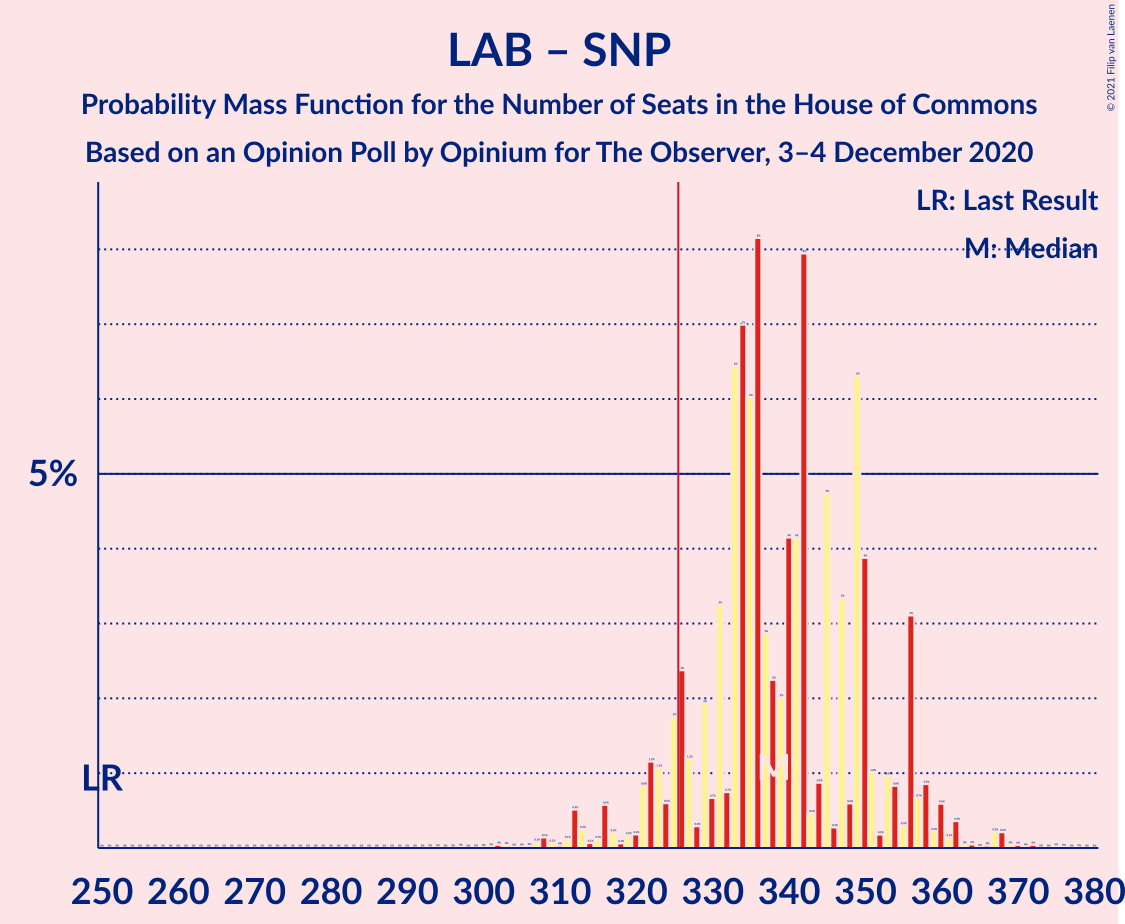 LAB – SNP
Probability Mass Function for the Number of Seats in the House of Commons
Based on an Opinion Poll by Opinium for The Observer, 3–4 December 2020
© 2021 Filip van Laenen
LR: Last Result
M: Median
5%
LR
M
250 260 270 280 290 300 310 320 330 340 350 360 370 380